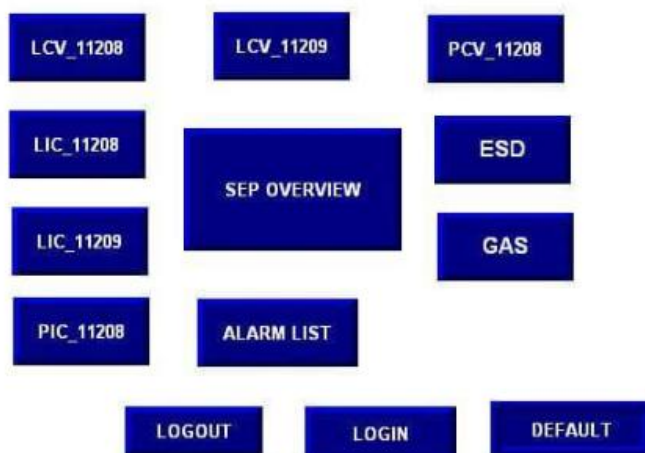 LCV_11208
LCV_11209
PCV_11208
LIC_11208
SEP OVERVIEW
ESD
LIC_11209
GAS
PIC_11208
ALARM LIST
LOGOUT
LOGIN
DEFAULT